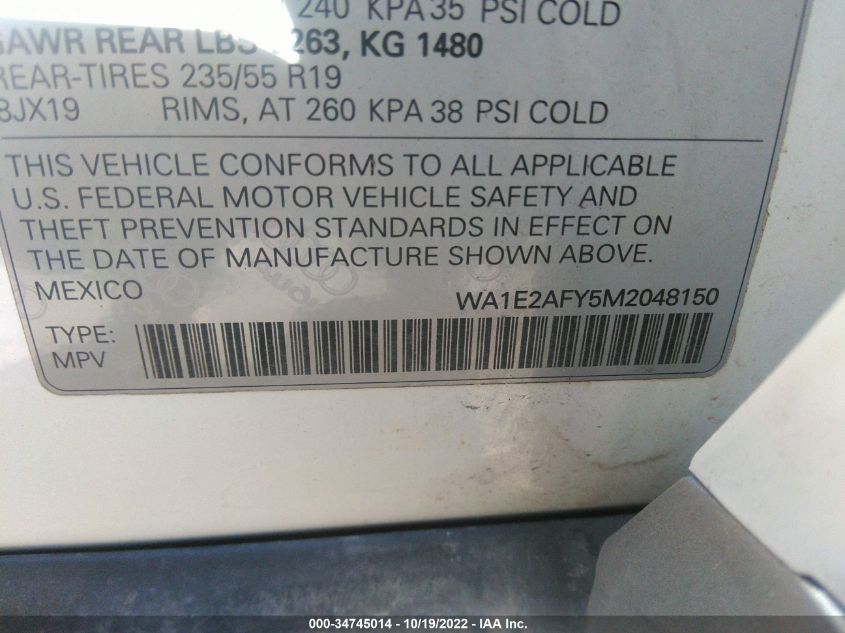 240 KPA 35 PSI COLD
GAWR REAR LBS 3263, KG 1480
REAR-TIRES 235/55 R19
8JX19 RIMS, AT 260 KPA 38 PSI COLD
THIS VEHICLE CONFORMS TO ALL APPLICABLE
U.S. FEDERAL MOTOR VEHICLE SAFETY AND
THEFT PREVENTION STANDARDS IN EFFECT ON
THE DATE OF MANUFACTURE SHOWN ABOVE.
MEXICO WA1E2AFY5M2048150
TYPE:
MPV
000-34745014 - 10/19/2022 - IAA Inc.